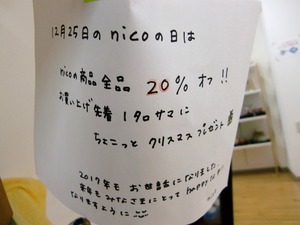 12月25日の nicoの日は
nicoの商品 全品 20% オフ!!
お買い上げ 先着 1タロサマに
ちょこっと クリスマス プレゼント
2017年も お世話になりました
来年も みなさまにとって happyな
なりますように